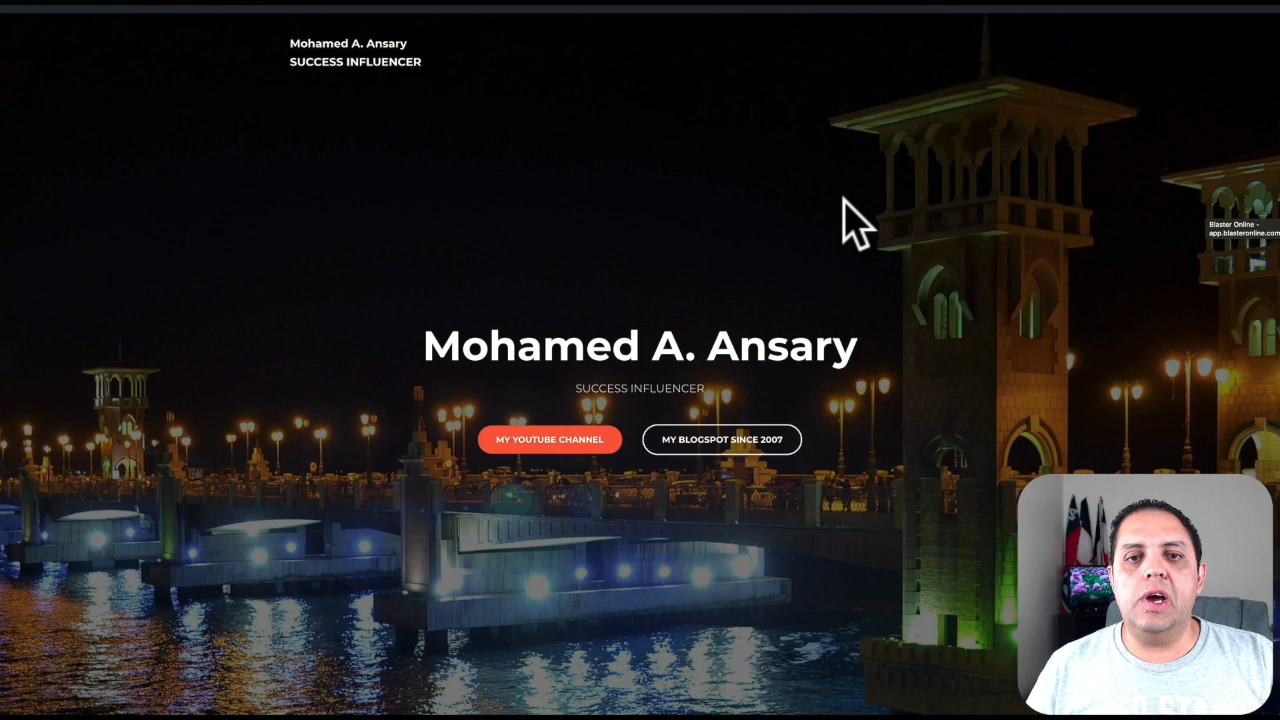 Mohamed A. Ansary
SUCCESS INFLUENCER
Blaster Online -
app.blasteronline.com
Mohamed A. Ansary
SUCCESS INFLUENCER
MY YOUTUBE CHANNEL
MY BLOGSPOT SINCE 2007